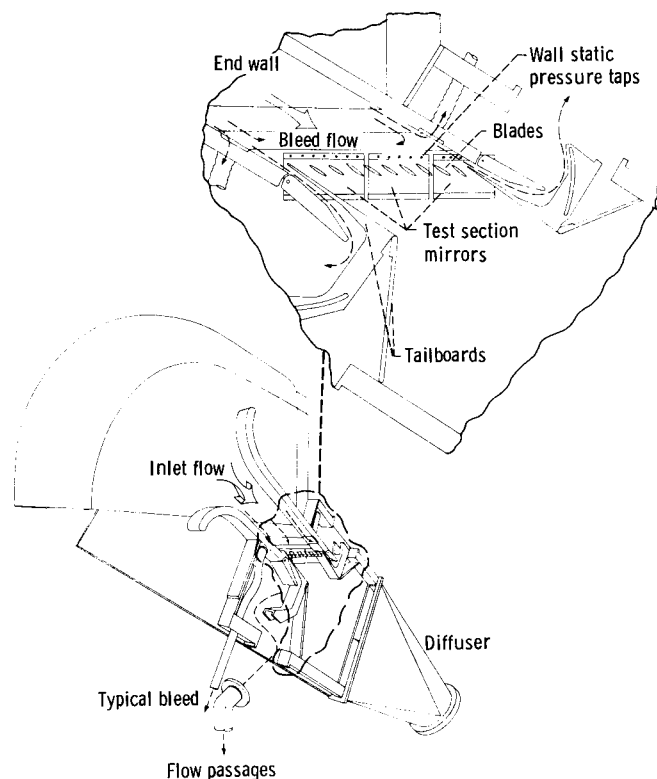 End wall
Wall static
pressure taps
Blades
Bleed flow
Test section
mirrors
Tailboards
Inlet flow
Diffuser
Typical bleed
Flow passages